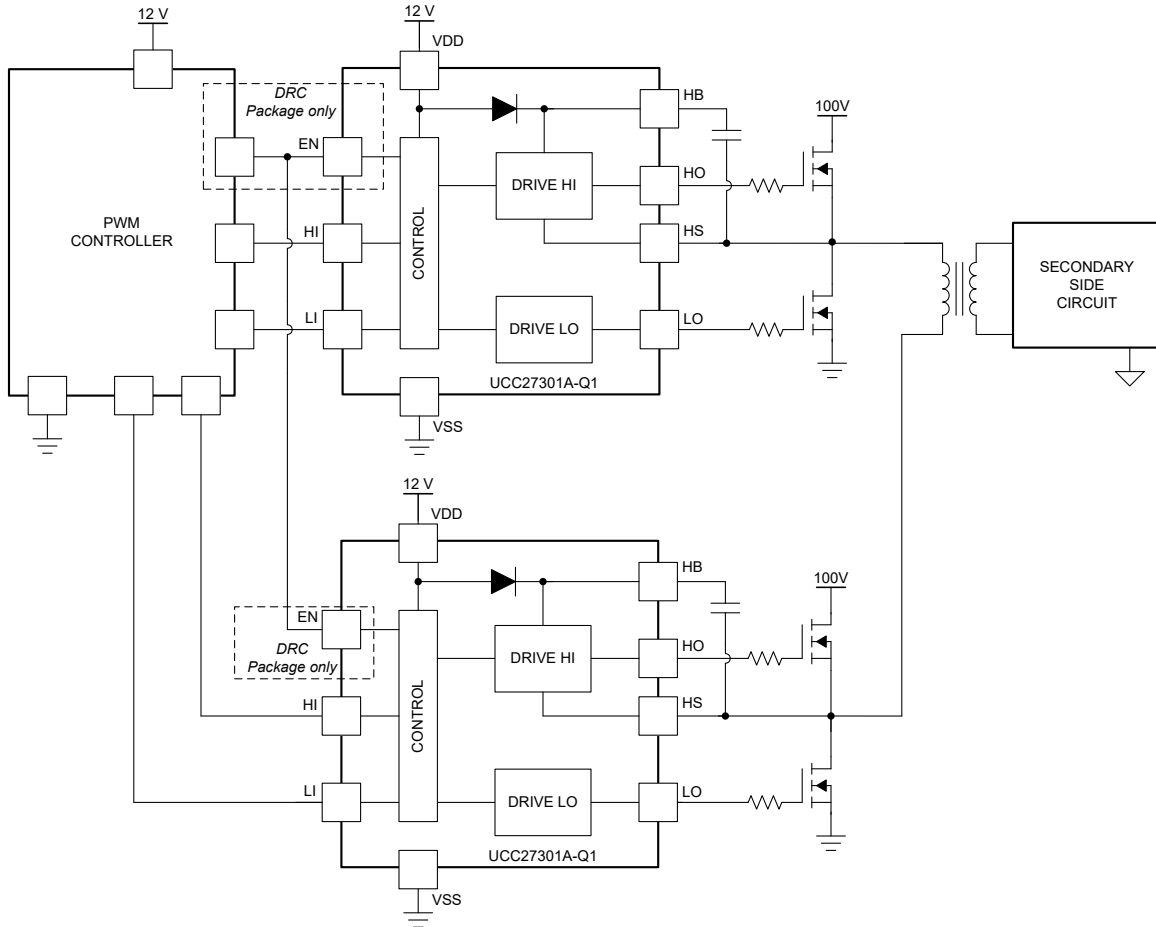 12 V
12 V
VDD
DRC
Package only
HB
100V
EN
DRIVE HI
HO
PWM
CONTROLLER
HI
CONTROL
HS
SECONDARY
SIDE
CIRCUIT
LI
DRIVE LO
LO
UCC27301A-Q1
VSS
12 V
VDD
HB
100V
EN
DRC
Package only
DRIVE HI
HO
HI
CONTROL
HS
LI
DRIVE LO
LO
UCC27301A-Q1
VSS